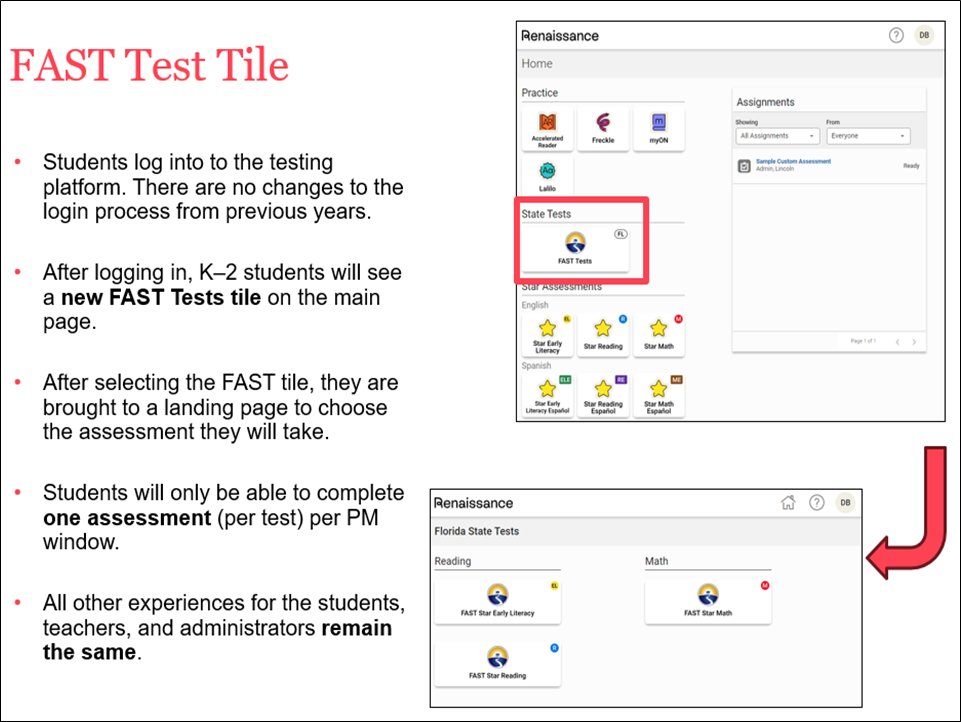 FAST Test Tile
• Students log into to the testing
platform. There are no changes to the
login process from previous years.
• After logging in, K–2 students will see
a new FAST Tests tile on the main
page.
• After selecting the FAST tile, they are
brought to a landing page to choose
the assessment they will take.
• Students will only be able to complete
one assessment (per test) per PM
window.
• All other experiences for the students,
teachers, and administrators remain
the same.
Renaissance
? DB
Home
Practice
Accelerated
Reader
Freckle
myON
Lalilo
State Tests
FL
FAST Tests
Star Assessments
English
EL
Star Early
Literacy
R
Star Reading
M
Star Math
Spanish
ELE
Star Early
Literacy Español
RE
Star Reading
Español
ME
Star Math
Español
Assignments
Showing
All Assignments
From
Everyone
Sample Custom Assessment
Admin, Lincoln
Ready
Page 1 of 1
Renaissance
? DB
Florida State Tests
Reading
EL
FAST Star Early Literacy
R
FAST Star Reading
Math
M
FAST Star Math